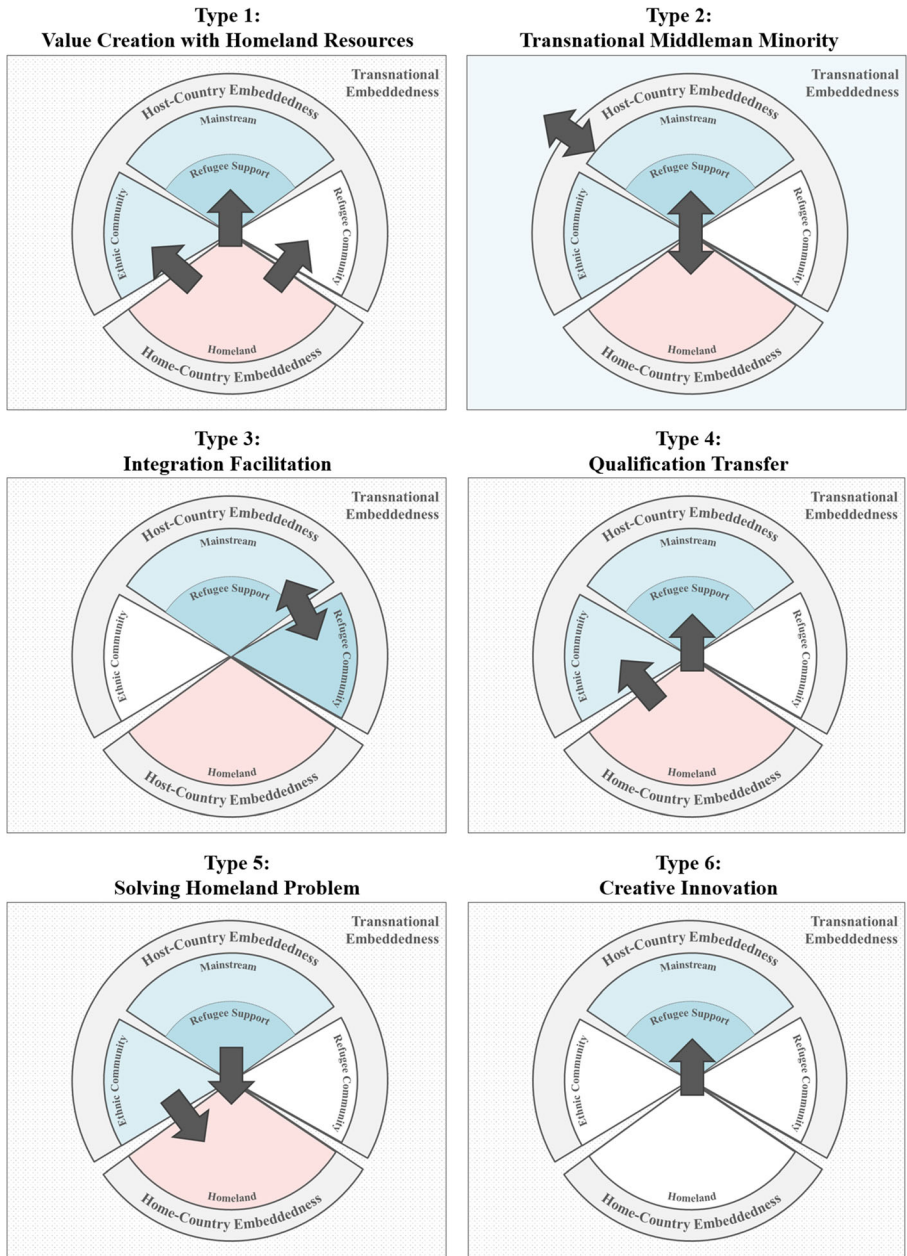 Type 1:
Value Creation with Homeland Resources
Transnational
Embeddedness
Host-Country Embeddedness
Mainstream
Refugee Support
Ethnic Community
Refugee Community
Homeland
Home-Country Embeddedness
Type 2:
Transnational Middleman Minority
Transnational
Embeddedness
Host-Country Embeddedness
Mainstream
Refugee Support
Ethnic Community
Refugee Community
Homeland
Home-Country Embeddedness
Type 3:
Integration Facilitation
Transnational
Embeddedness
Host-Country Embeddedness
Mainstream
Refugee Support
Ethnic Community
Refugee Community
Homeland
Host-Country Embeddedness
Type 4:
Qualification Transfer
Transnational
Embeddedness
Host-Country Embeddedness
Mainstream
Refugee Support
Ethnic Community
Refugee Community
Homeland
Home-Country Embeddedness
Type 5:
Solving Homeland Problem
Transnational
Embeddedness
Host-Country Embeddedness
Mainstream
Refugee Support
Ethnic Community
Refugee Community
Homeland
Home-Country Embeddedness
Type 6:
Creative Innovation
Transnational
Embeddedness
Host-Country Embeddedness
Mainstream
Refugee Support
Ethnic Community
Refugee Community
Homeland
Home-Country Embeddedness